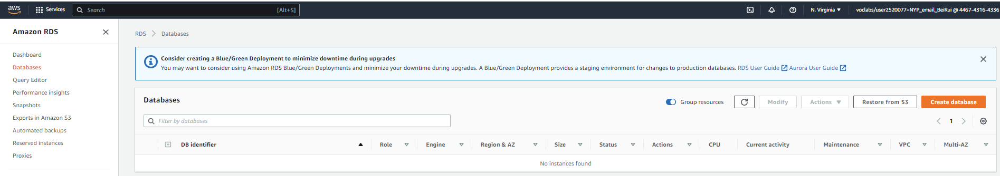 aws Services Search [Alt+S] N. Virginia voclabs/user2520077=NYP_email_BeiRui @ 4467-4316-4336
Amazon RDS
Dashboard
Databases
Query Editor
Performance insights
Snapshots
Exports in Amazon S3
Automated backups
Reserved instances
Proxies
RDS > Databases
Consider creating a Blue/Green Deployment to minimize downtime during upgrades
You may want to consider using Amazon RDS Blue/Green Deployments and minimize your downtime during upgrades. A Blue/Green Deployment provides a staging environment for changes to production databases. RDS User Guide Aurora User Guide
Databases Group resources Modify Actions Restore from S3 Create database
Filter by databases 1
DB identifier Role Engine Region & AZ Size Status Actions CPU Current activity Maintenance VPC Multi-AZ
No instances found